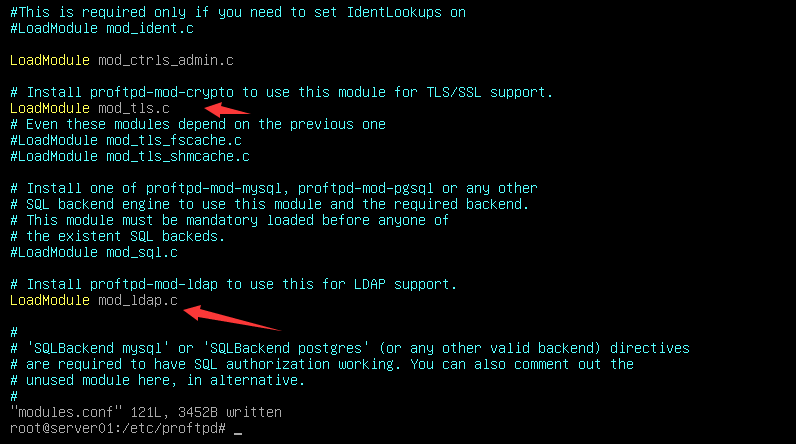 #This is required only if you need to set IdentLookups on
#LoadModule mod_ident.c
LoadModule mod_ctrls_admin.c
# Install proftpd-mod-crypto to use this module for TLS/SSL support.
LoadModule mod_tls.c
# Even these modules depend on the previous one
#LoadModule mod_tls_fscache.c
#LoadModule mod_tls_shmcache.c
# Install one of proftpd-mod-mysql, proftpd-mod-pgsql or any other
# SQL backend engine to use this module and the required backend.
# This module must be mandatory loaded before anyone of
# the existent SQL backeds.
#LoadModule mod_sql.c
# Install proftpd-mod-ldap to use this for LDAP support.
LoadModule mod_ldap.c
#
# 'SQLBackend mysql' or 'SQLBackend postgres' (or any other valid backend) directives
# are required to have SQL authorization working. You can also comment out the
# unused module here, in alternative.
#
"modules.conf" 121L, 3452B written
root@server01:/etc/proftpd# _